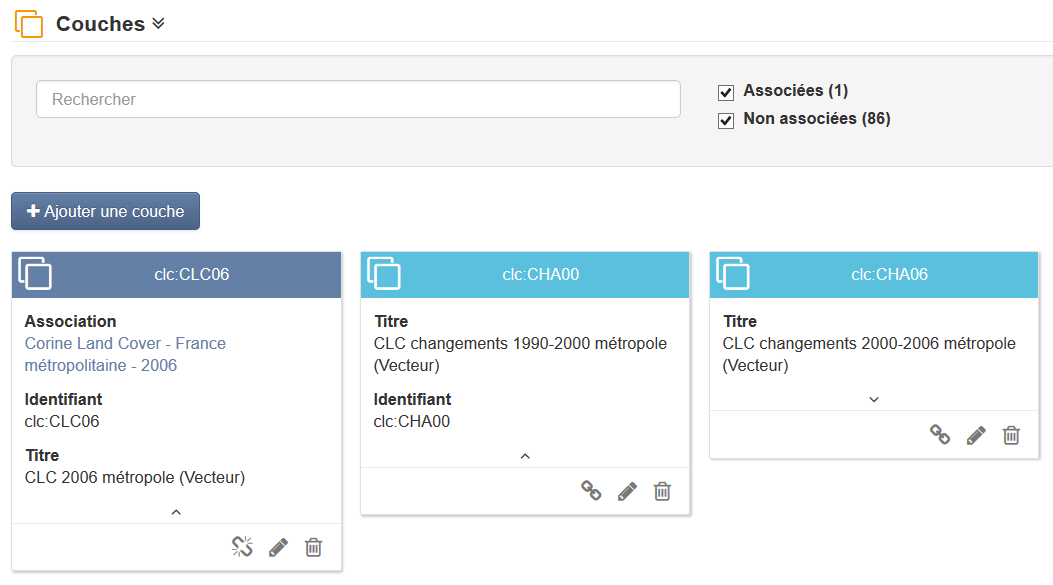 Couches
Rechercher
Associées (1)
Non associées (86)
Ajouter une couche
clc:CLC06
Association
Corine Land Cover - France
métropolitaine - 2006
Identifiant
clc:CLC06
Titre
CLC 2006 métropole (Vecteur)
clc:CHA00
Titre
CLC changements 1990-2000 métropole
(Vecteur)
Identifiant
clc:CHA00
clc:CHA06
Titre
CLC changements 2000-2006 métropole
(Vecteur)